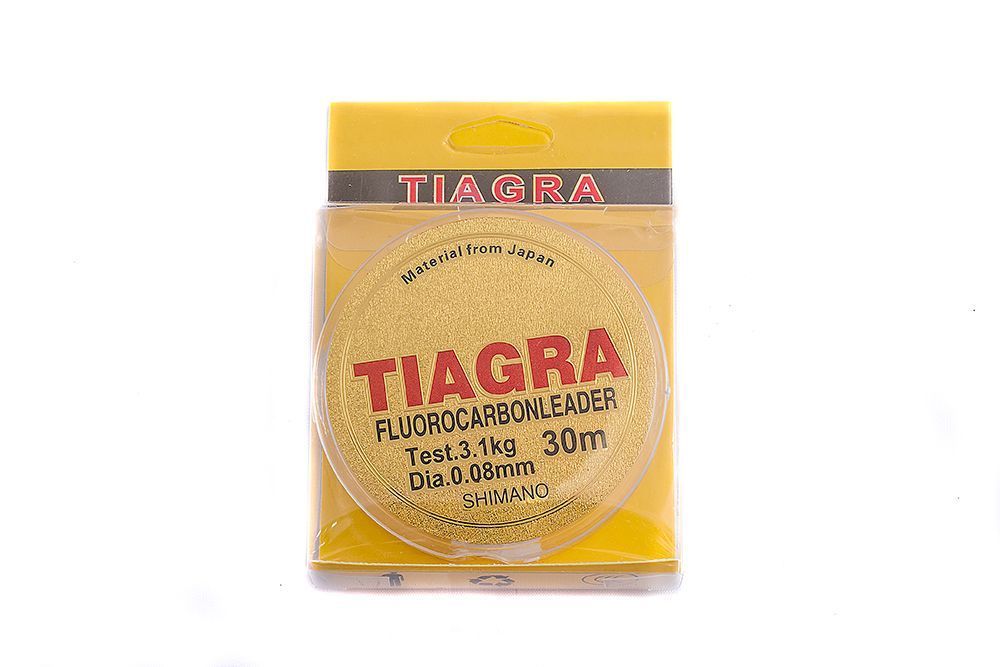 TIAGRA
Material from Japan
TIAGRA
FLUOROCARBONLEADER
Test.3.1kg 30m
Dia.0.08mm
SHIMANO